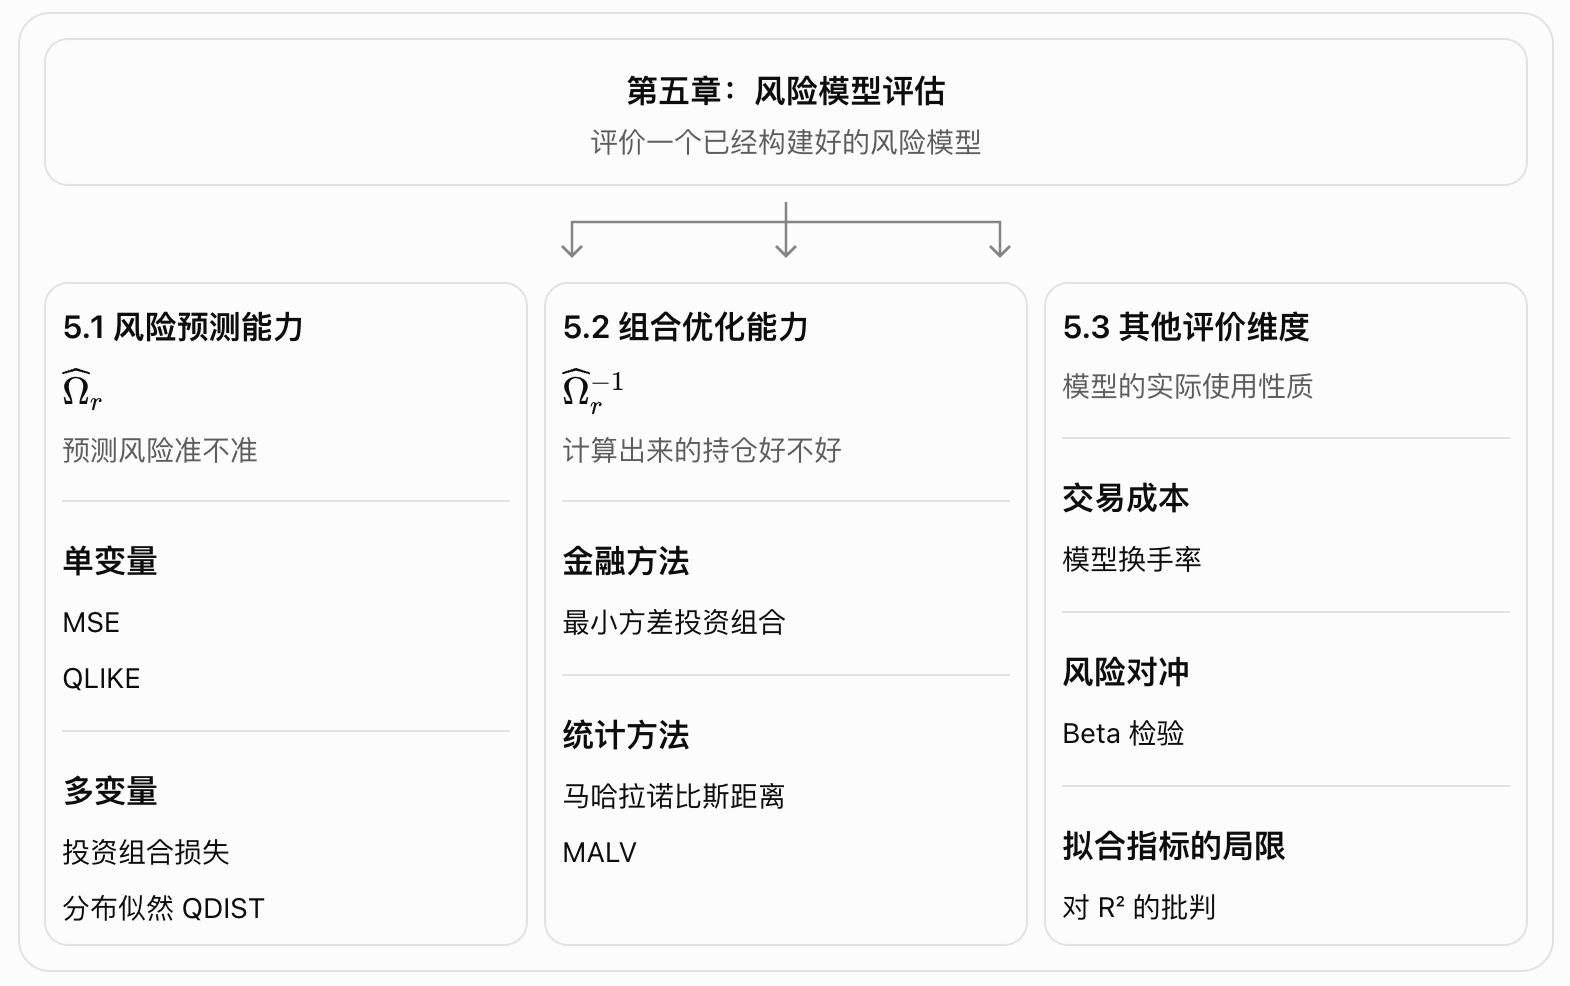 第五章：风险模型评估
评价一个已经构建好的风险模型
5.1 风险预测能力
$\widehat{\Omega}_r$
预测风险准不准
单变量
MSE
QLIKE
多变量
投资组合损失
分布似然 QDIST
5.2 组合优化能力
$\widehat{\Omega}_r^{-1}$
计算出来的持仓好不好
金融方法
最小方差投资组合
统计方法
马哈拉诺比斯距离
MALV
5.3 其他评价维度
模型的实际使用性质
交易成本
模型换手率
风险对冲
Beta 检验
拟合指标的局限
对 R² 的批判